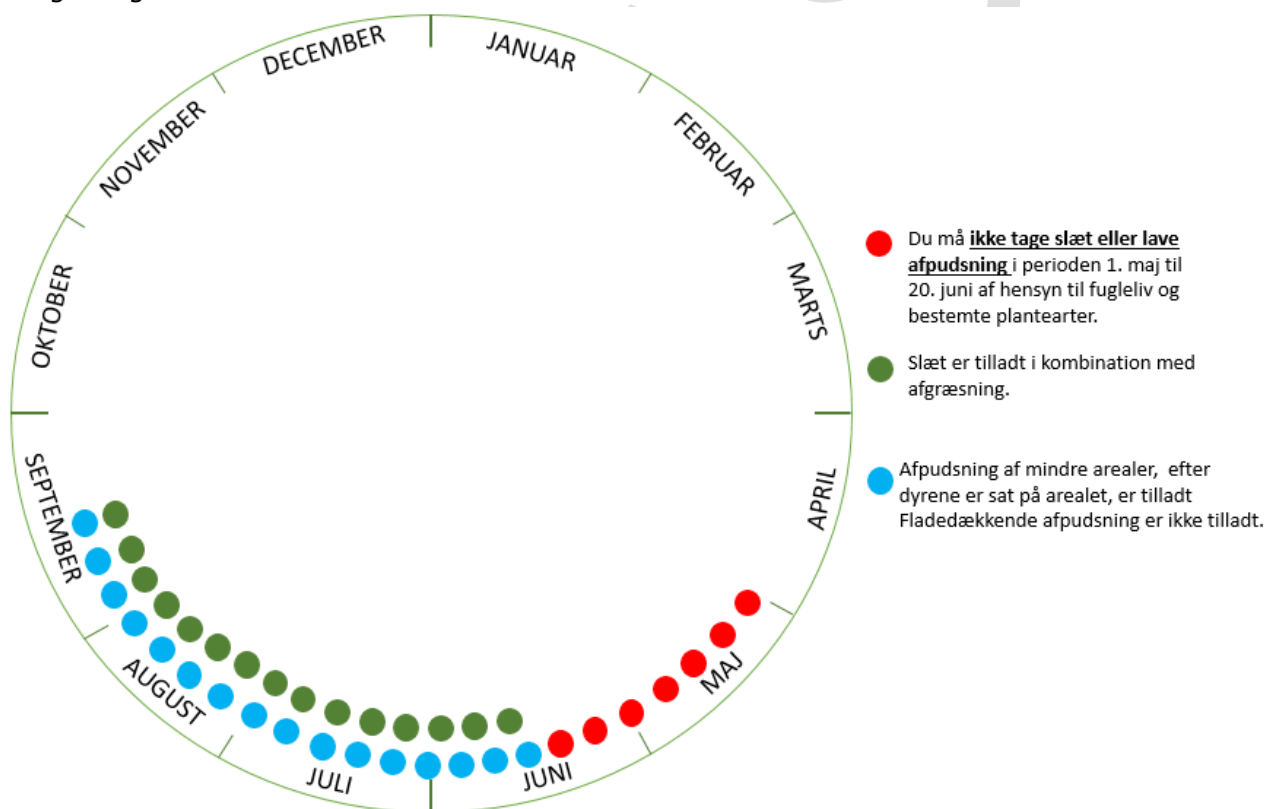 DECEMBER
JANUAR
NOVEMBER
FEBRUAR
OKTOBER
MARTS
SEPTEMBER
APRIL
AUGUST
MAJ
JULI
JUNI
Du må ikke tage slæt eller lave
afpudsning i perioden 1. maj til
20. juni af hensyn til fugleliv og
bestemte plantearter.
Slæt er tilladt i kombination med
afgræsning.
Afpudsning af mindre arealer,  efter
dyrene er sat på arealet, er tilladt
Fladedækkende afpudsning er ikke tilladt.